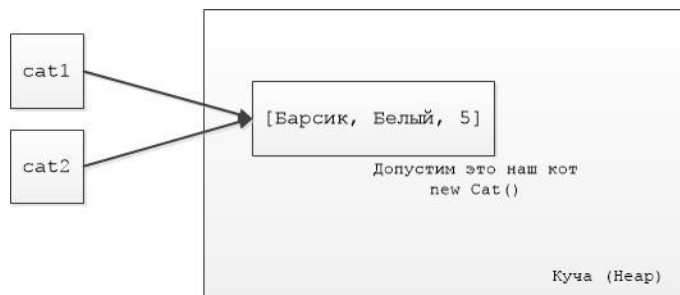 cat1
[Барсик, Белый, 5]
cat2
Допустим это наш кот
new Cat()
Куча (Heap)